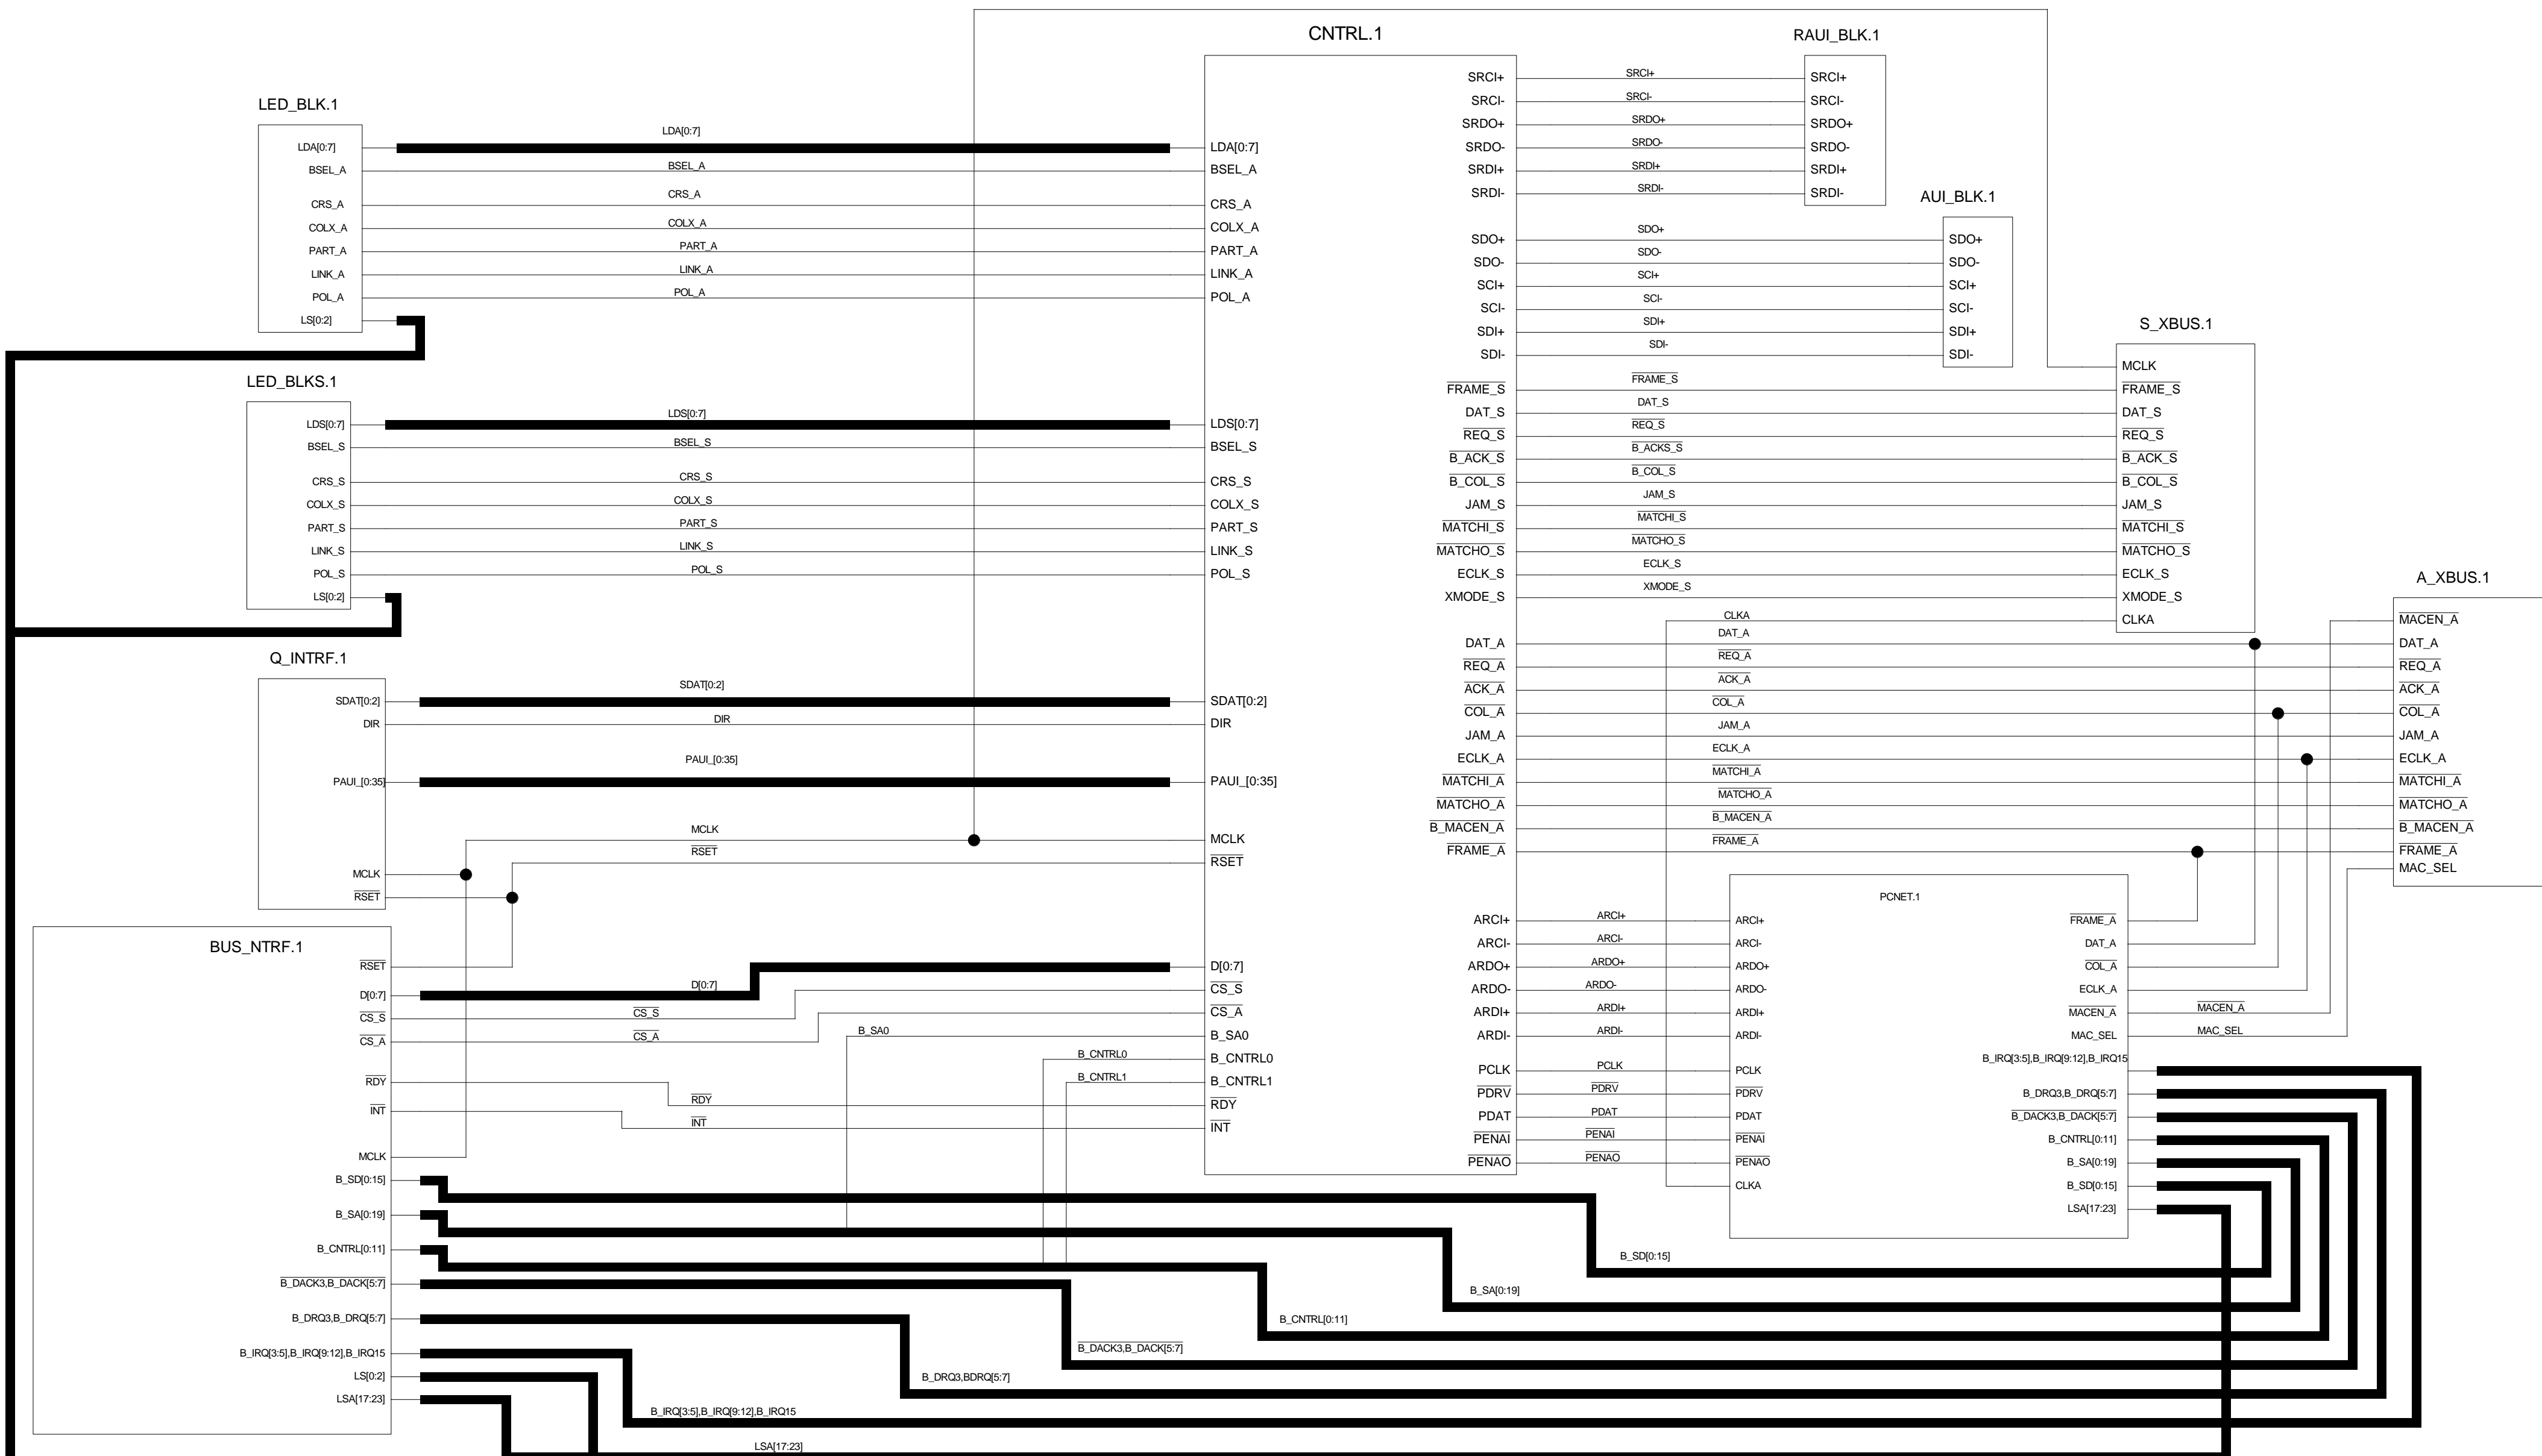 CNTRL.1
RAUI_BLK.1
LED_BLK.1
AUI_BLK.1
S_XBUS.1
LED_BLKS.1
A_XBUS.1
Q_INTRF.1
PCNET.1
BUS_NTRF.1
LDA[0:7]
BSEL_A
CRS_A
COLX_A
PART_A
LINK_A
POL_A
LS[0:2]
LDA[0:7]
BSEL_A
CRS_A
COLX_A
PART_A
LINK_A
POL_A
LDS[0:7]
BSEL_S
CRS_S
COLX_S
PART_S
LINK_S
POL_S
LS[0:2]
LDS[0:7]
BSEL_S
CRS_S
COLX_S
PART_S
LINK_S
POL_S
SDAT[0:2]
DIR
PAUI_[0:35]
MCLK
RSET
SDAT[0:2]
DIR
PAUI_[0:35]
MCLK
RSET
RSET
D[0:7]
CS_S
CS_A
RDY
INT
MCLK
B_SD[0:15]
B_SA[0:19]
B_CNTRL[0:11]
B_DACK3,B_DACK[5:7]
B_DRQ3,B_DRQ[5:7]
B_IRQ[3:5],B_IRQ[9:12],B_IRQ15
LS[0:2]
LSA[17:23]
D[0:7]
CS_S
CS_A
RDY
INT
B_SA0
B_CNTRL0
B_CNTRL1
LDA[0:7]
BSEL_A
CRS_A
COLX_A
PART_A
LINK_A
POL_A
LDS[0:7]
BSEL_S
CRS_S
COLX_S
PART_S
LINK_S
POL_S
SDAT[0:2]
DIR
PAUI_[0:35]
MCLK
RSET
D[0:7]
CS_S
CS_A
B_SA0
B_CNTRL0
B_CNTRL1
RDY
INT
SRCI+
SRCI-
SRDO+
SRDO-
SRDI+
SRDI-
SDO+
SDO-
SCI+
SCI-
SDI+
SDI-
FRAME_S
DAT_S
REQ_S
B_ACK_S
B_COL_S
JAM_S
MATCHI_S
MATCHO_S
ECLK_S
XMODE_S
DAT_A
REQ_A
ACK_A
COL_A
JAM_A
ECLK_A
MATCHI_A
MATCHO_A
B_MACEN_A
FRAME_A
ARCI+
ARCI-
ARDO+
ARDO-
ARDI+
ARDI-
PCLK
PDRV
PDAT
PENAI
PENAO
SRCI+
SRCI-
SRDO+
SRDO-
SRDI+
SRDI-
SDO+
SDO-
SCI+
SCI-
SDI+
SDI-
FRAME_S
DAT_S
REQ_S
B_ACKS_S
B_COL_S
JAM_S
MATCHI_S
MATCHO_S
ECLK_S
XMODE_S
CLKA
DAT_A
REQ_A
ACK_A
COL_A
JAM_A
ECLK_A
MATCHI_A
MATCHO_A
B_MACEN_A
FRAME_A
ARCI+
ARCI-
ARDO+
ARDO-
ARDI+
ARDI-
PCLK
PDRV
PDAT
PENAI
PENAO
SRCI+
SRCI-
SRDO+
SRDO-
SRDI+
SRDI-
SDO+
SDO-
SCI+
SCI-
SDI+
SDI-
MCLK
FRAME_S
DAT_S
REQ_S
B_ACK_S
B_COL_S
JAM_S
MATCHI_S
MATCHO_S
ECLK_S
XMODE_S
CLKA
MACEN_A
DAT_A
REQ_A
ACK_A
COL_A
JAM_A
ECLK_A
MATCHI_A
MATCHO_A
B_MACEN_A
FRAME_A
MAC_SEL
ARCI+
ARCI-
ARDO+
ARDO-
ARDI+
ARDI-
PCLK
PDRV
PDAT
PENAI
PENAO
CLKA
FRAME_A
DAT_A
COL_A
ECLK_A
MACEN_A
MAC_SEL
B_IRQ[3:5],B_IRQ[9:12],B_IRQ15
B_DRQ3,B_DRQ[5:7]
B_DACK3,B_DACK[5:7]
B_CNTRL[0:11]
B_SA[0:19]
B_SD[0:15]
LSA[17:23]
MACEN_A
MAC_SEL
B_SD[0:15]
B_SA[0:19]
B_CNTRL[0:11]
B_DACK3,B_DACK[5:7]
B_DRQ3,BDRQ[5:7]
B_IRQ[3:5],B_IRQ[9:12],B_IRQ15
LSA[17:23]